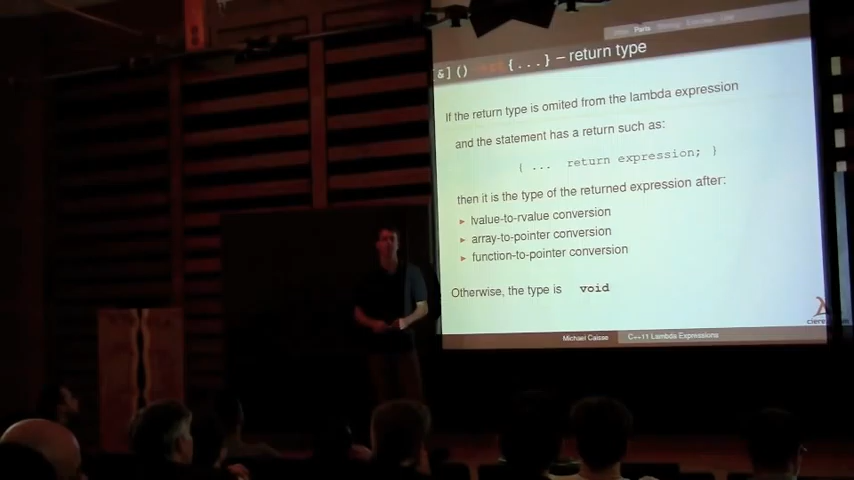 Parts
&]() {...} – return type
If the return type is omited from the lambda expression
and the statement has a return such as:
{ ... return expression; }
then it is the type of the returned expression after:
▸ lvalue-to-rvalue conversion
▸ array-to-pointer conversion
▸ function-to-pointer conversion
Otherwise, the type is void
Michael Caisse C++11 Lambda Expressions